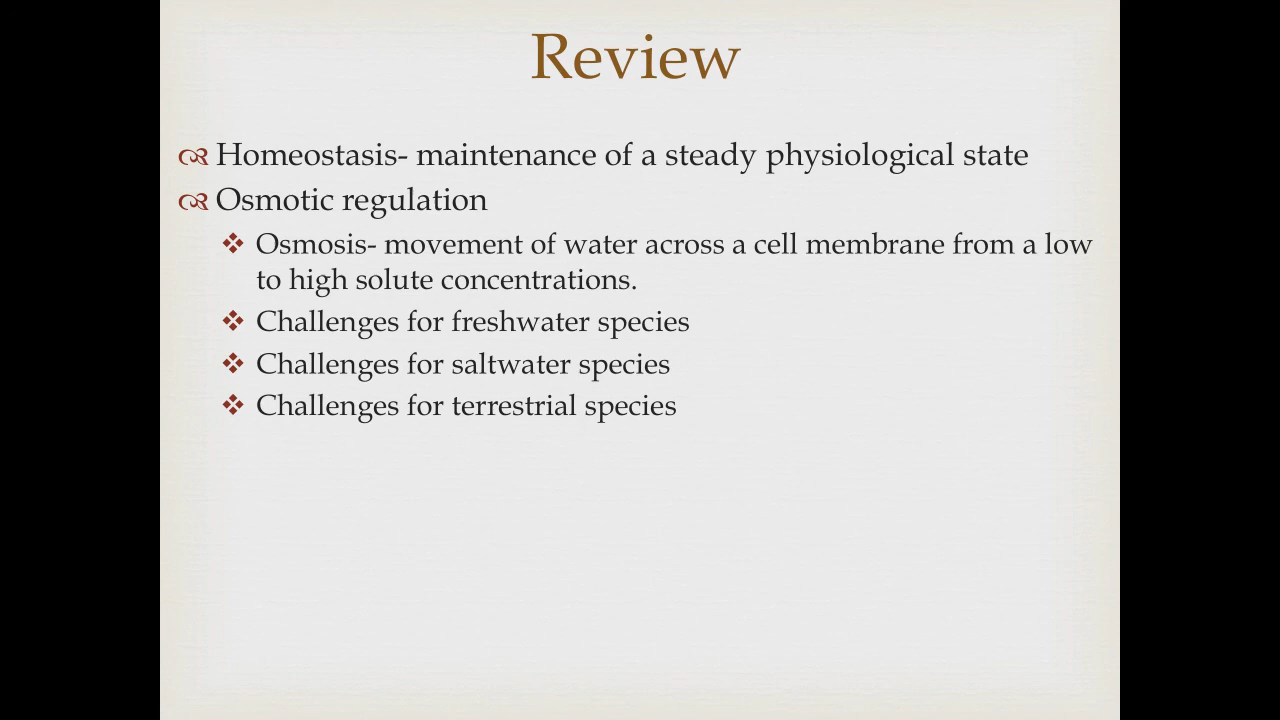 Review
Homeostasis- maintenance of a steady physiological state
Osmotic regulation
Osmosis- movement of water across a cell membrane from a low
to high solute concentrations.
Challenges for freshwater species
Challenges for saltwater species
Challenges for terrestrial species